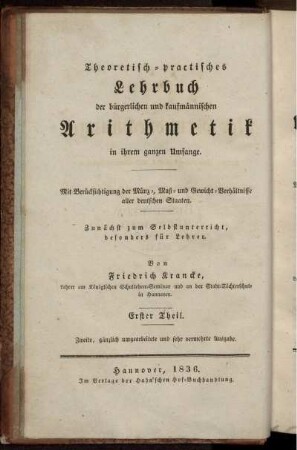 Theoretisch-practisches
Lehrbuch
der bürgerlichen und kaufmännischen
Arithmetik
in ihrem ganzen Umfange.
Mit Berücksichtigung der Münz-, Maß- und Gewicht-Verhältnisse
aller deutschen Staaten.
Zunächst zum Selbstunterricht,
besonders für Lehrer.
Von
Friedrich Krancke,
Lehrer am Königlichen Schullehrer-Seminar und an der Stadt-Töchterschule
in Hannover.
Erster Theil.
Zweite, gänzlich umgearbeitete und sehr vermehrte Ausgabe.
Hannover, 1836.
Im Verlage der Hahn'schen Hof-Buchhandlung.